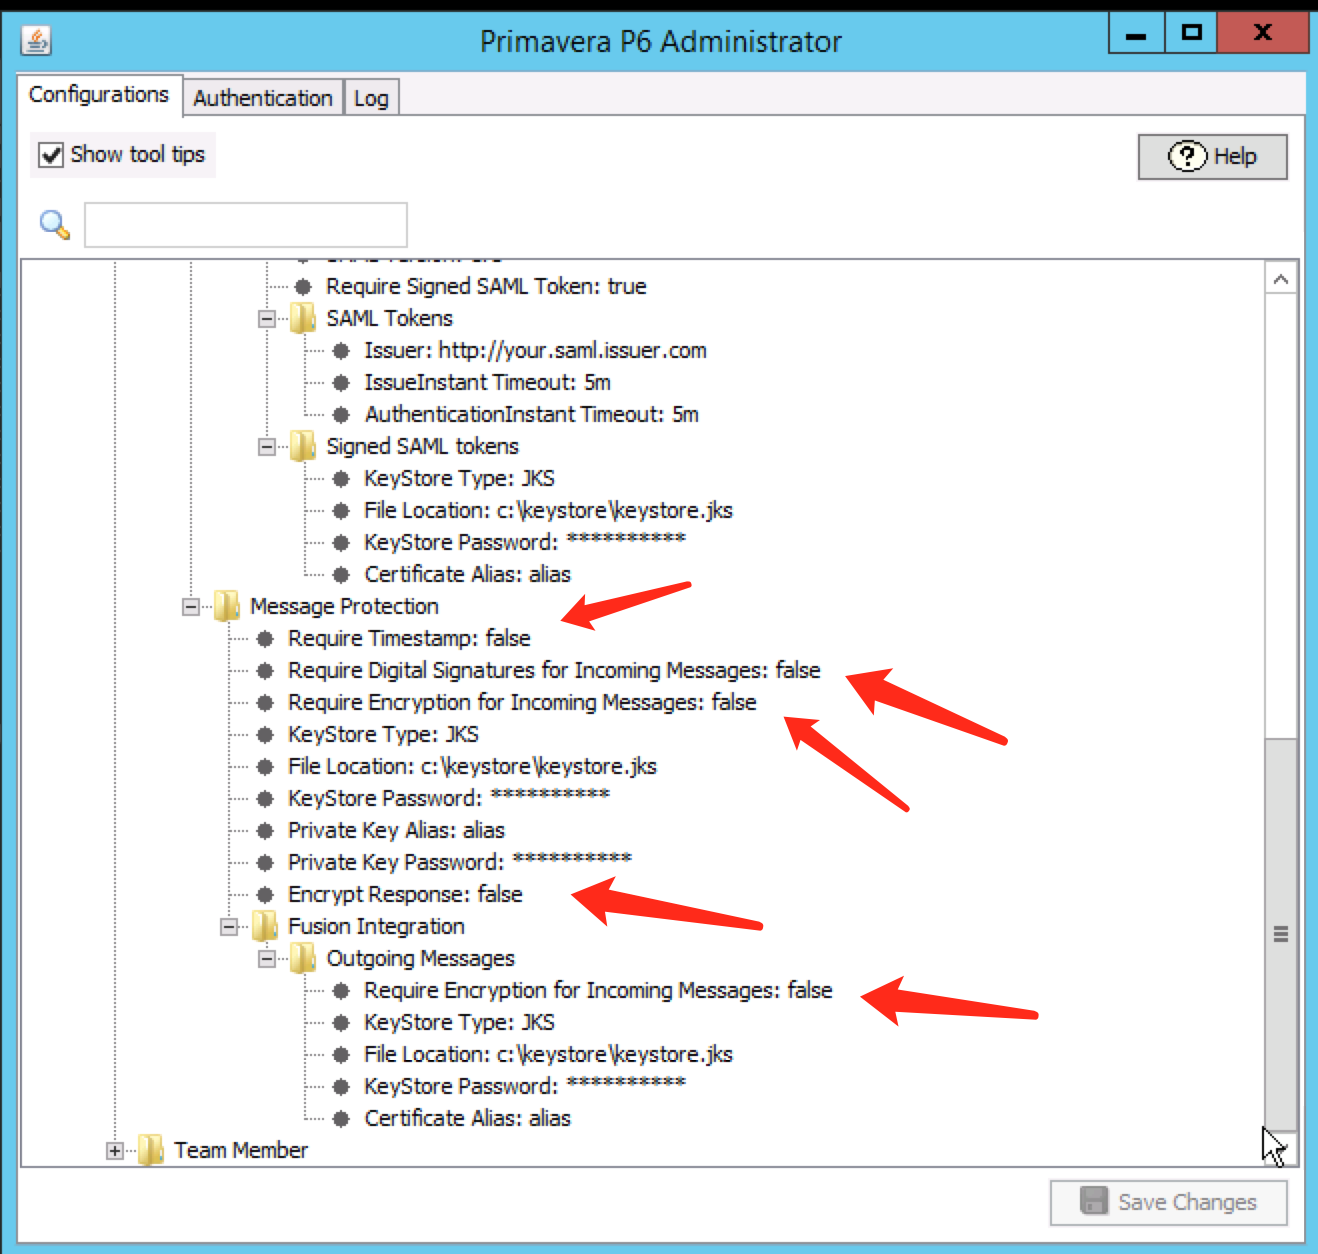 Primavera P6 Administrator
Configurations
Authentication
Log
Show tool tips
Help
Require Signed SAML Token: true
SAML Tokens
Issuer: http://your.saml.issuer.com
IssueInstant Timeout: 5m
AuthenticationInstant Timeout: 5m
Signed SAML tokens
KeyStore Type: JKS
File Location: c:\keystore\keystore.jks
KeyStore Password: **********
Certificate Alias: alias
Message Protection
Require Timestamp: false
Require Digital Signatures for Incoming Messages: false
Require Encryption for Incoming Messages: false
KeyStore Type: JKS
File Location: c:\keystore\keystore.jks
KeyStore Password: **********
Private Key Alias: alias
Private Key Password: **********
Encrypt Response: false
Fusion Integration
Outgoing Messages
Require Encryption for Incoming Messages: false
KeyStore Type: JKS
File Location: c:\keystore\keystore.jks
KeyStore Password: **********
Certificate Alias: alias
Team Member
Save Changes